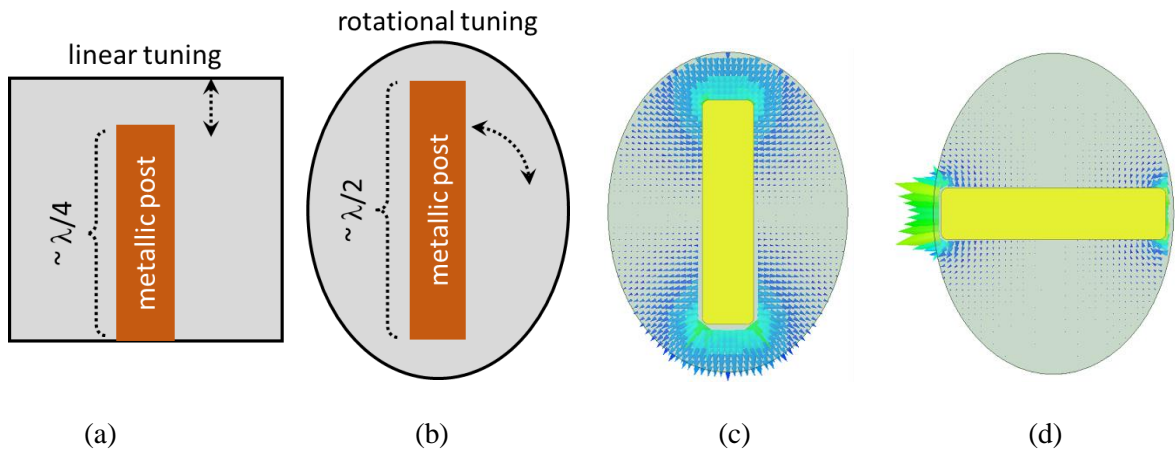 linear tuning
~ λ/4
metallic post
rotational tuning
~ λ/2
metallic post
(a)
(b)
(c)
(d)